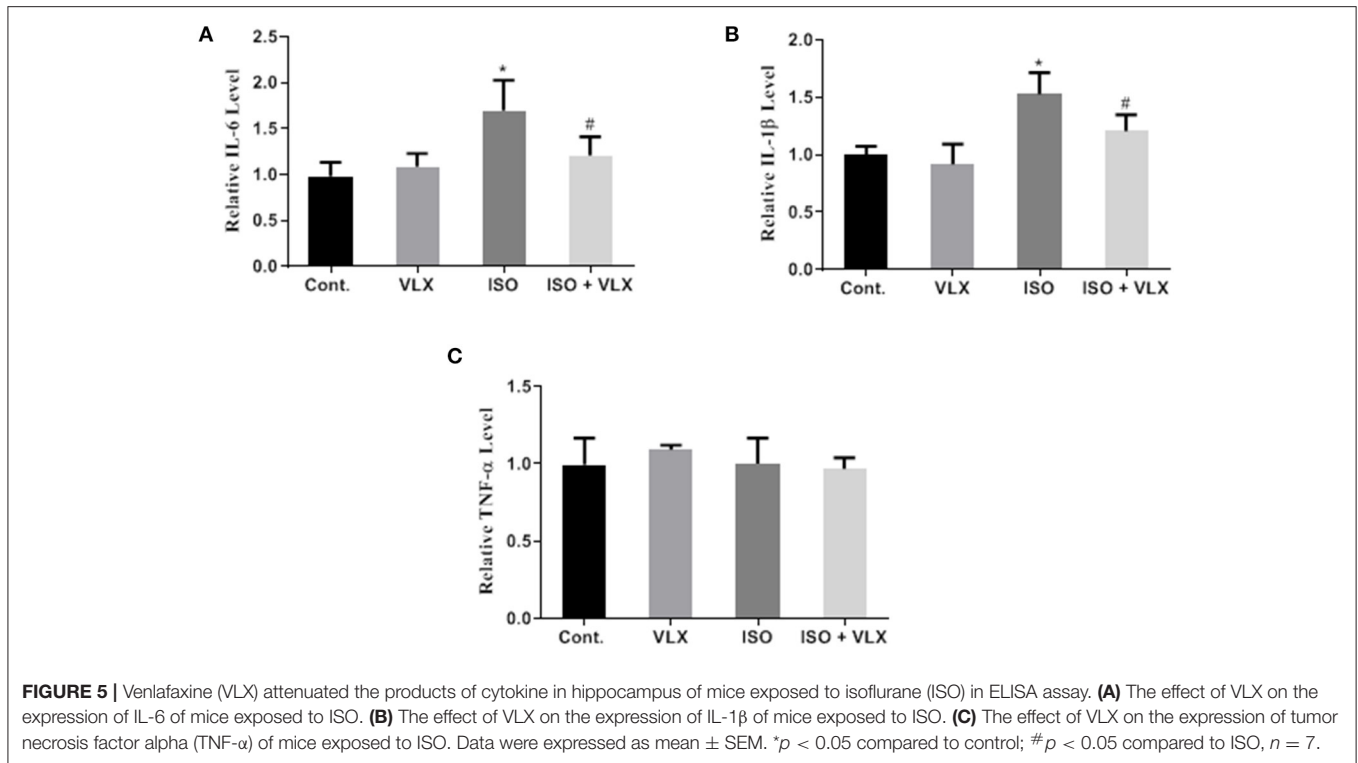 A
2.5
2.0
1.5
1.0
0.5
0.0
Relative IL-6 Level
*
#
Cont. VLX ISO ISO + VLX
B
2.0
1.5
1.0
0.5
0.0
Relative IL-1β Level
*
#
Cont. VLX ISO ISO + VLX
C
1.5
1.0
0.5
0.0
Relative TNF-α Level
Cont. VLX ISO ISO + VLX
FIGURE 5 | Venlafaxine (VLX) attenuated the products of cytokine in hippocampus of mice exposed to isoflurane (ISO) in ELISA assay. (A) The effect of VLX on the
expression of IL-6 of mice exposed to ISO. (B) The effect of VLX on the expression of IL-1β of mice exposed to ISO. (C) The effect of VLX on the expression of tumor
necrosis factor alpha (TNF-α) of mice exposed to ISO. Data were expressed as mean ± SEM. *p < 0.05 compared to control; #p < 0.05 compared to ISO, n = 7.